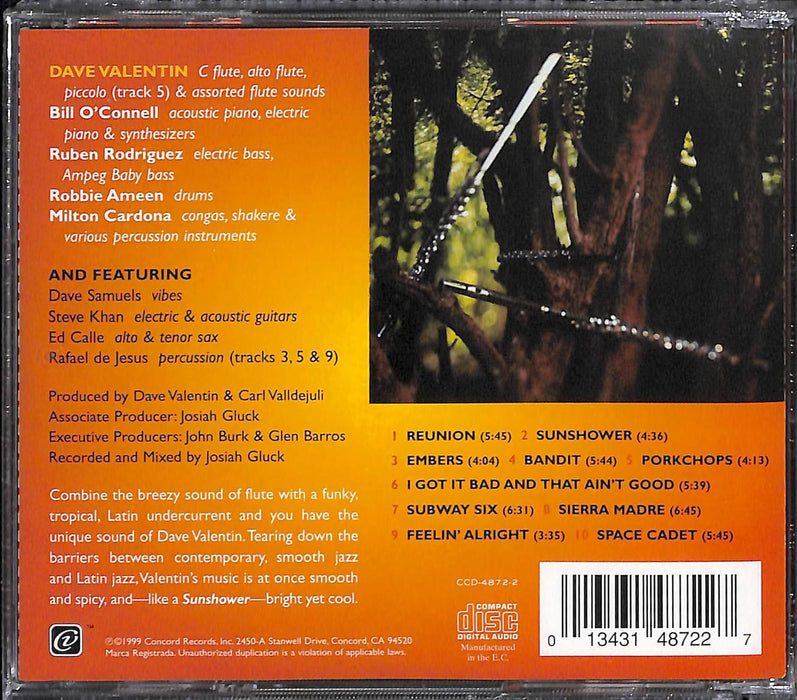 DAVE VALENTIN C flute, alto flute,
piccolo (track 5) & assorted flute sounds
Bill O'Connell acoustic piano, electric
piano & synthesizers
Ruben Rodriguez electric bass,
Ampeg Baby bass
Robbie Ameen drums
Milton Cardona congas, shakere &
various percussion instruments
AND FEATURING
Dave Samuels vibes
Steve Khan electric & acoustic guitars
Ed Calle alto & tenor sax
Rafael de Jesus percussion (tracks 3, 5 & 9)
Produced by Dave Valentin & Carl Valldejuli
Associate Producer: Josiah Gluck
Executive Producers: John Burk & Glen Barros
Recorded and Mixed by Josiah Gluck
Combine the breezy sound of flute with a funky,
tropical, Latin undercurrent and you have the
unique sound of Dave Valentin. Tearing down the
barriers between contemporary, smooth jazz
and Latin jazz, Valentin's music is at once smooth
and spicy, and—like a Sunshower—bright yet cool.
™
℗©1999 Concord Records, Inc. 2450-A Stanwell Drive, Concord, CA 94520
Marca Registrada. Unauthorized duplication is a violation of applicable laws.
1 REUNION (5:45) 2 SUNSHOWER (4:36)
3 EMBERS (4:04) 4 BANDIT (5:44) 5 PORKCHOPS (4:13)
6 I GOT IT BAD AND THAT AIN'T GOOD (5:39)
7 SUBWAY SIX (6:31) 8 SIERRA MADRE (6:45)
9 FEELIN' ALRIGHT (3:35) 10 SPACE CADET (5:45)
CCD-4872-2
COMPACT
disc
DIGITAL AUDIO
Manufactured
in the E.C.
0 13431 48722 7